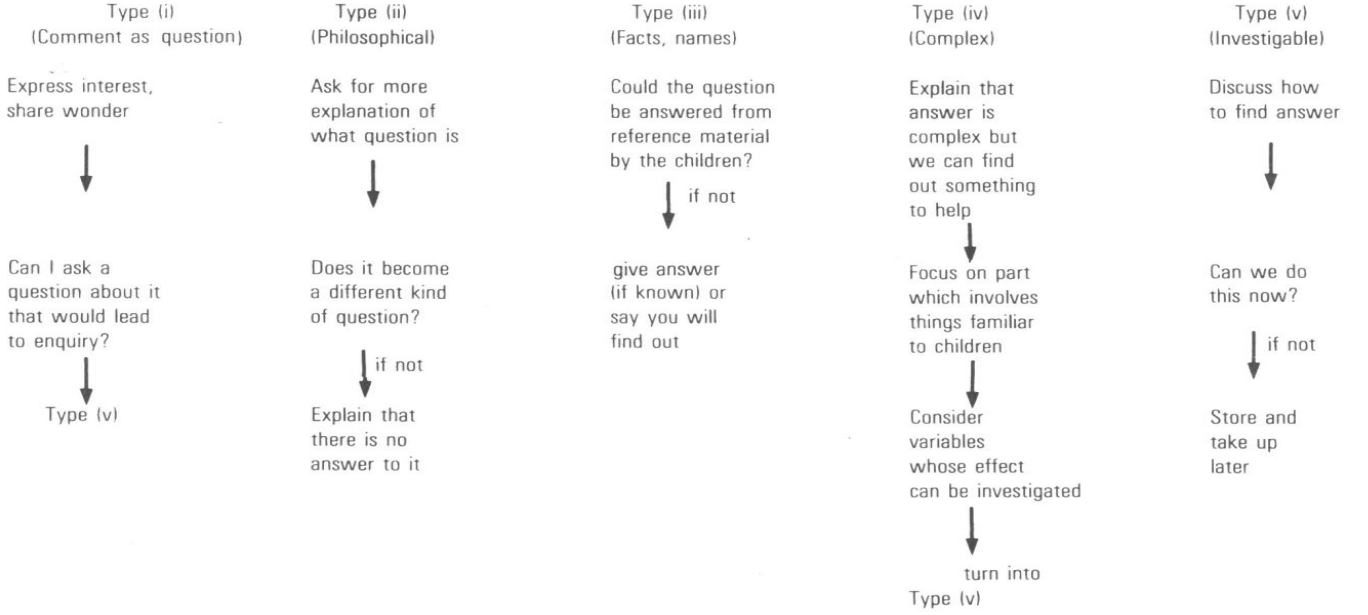 Type (i)
(Comment as question)
Express interest,
share wonder
Can I ask a
question about it
that would lead
to enquiry?
Type (v)
Type (ii)
(Philosophical)
Ask for more
explanation of
what question is
Does it become
a different kind
of question?
if not
Explain that
there is no
answer to it
Type (iii)
(Facts, names)
Could the question
be answered from
reference material
by the children?
if not
give answer
(if known) or
say you will
find out
Type (iv)
(Complex)
Explain that
answer is
complex but
we can find
out something
to help
Focus on part
which involves
things familiar
to children
Consider
variables
whose effect
can be investigated
turn into
Type (v)
Type (v)
(Investigable)
Discuss how
to find answer
Can we do
this now?
if not
Store and
take up
later